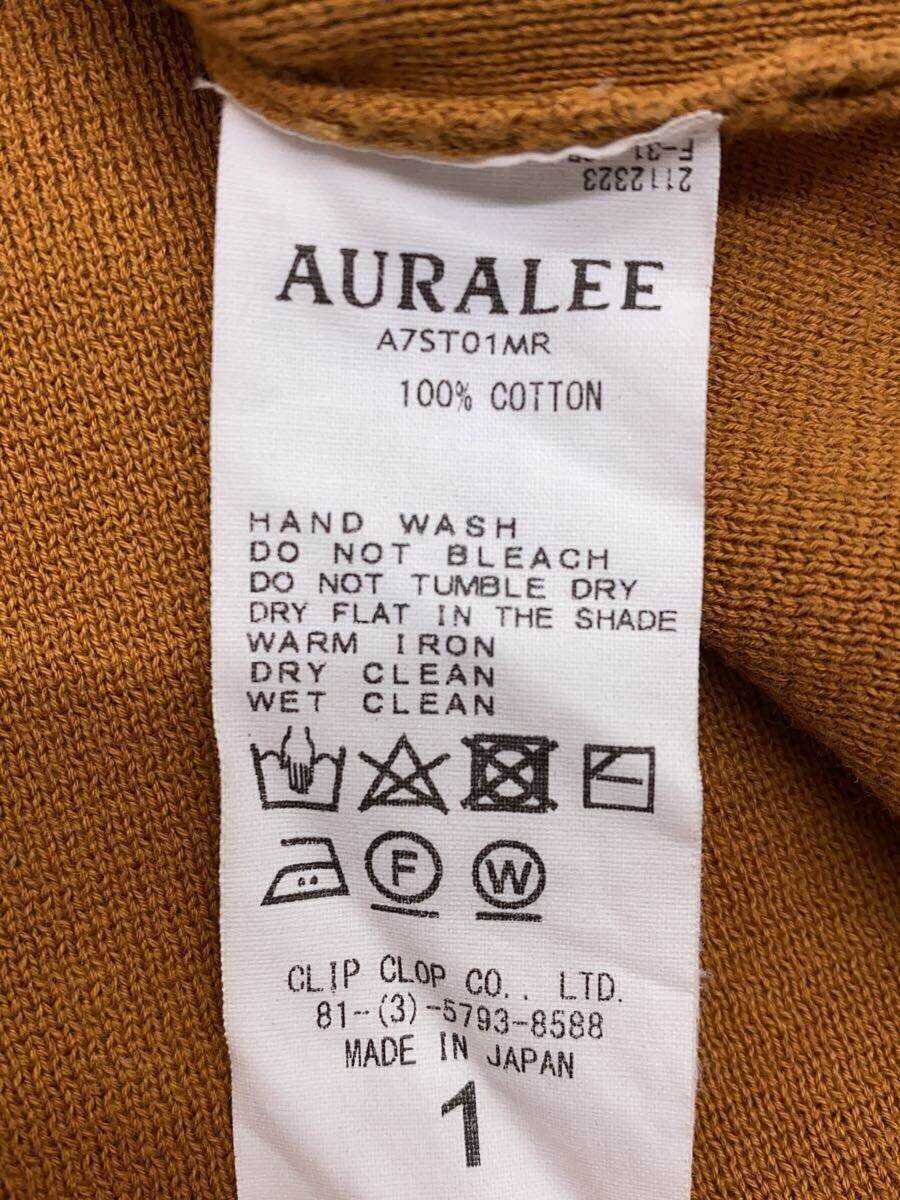 2112323
AURALEE
A7ST01MR
100% COTTON
HAND WASH
DO NOT BLEACH
DO NOT TUMBLE DRY
DRY FLAT IN THE SHADE
WARM IRON
DRY CLEAN
WET CLEAN
F W
CLIP CLOP CO., LTD.
81-(3)-5793-8588
MADE IN JAPAN
1